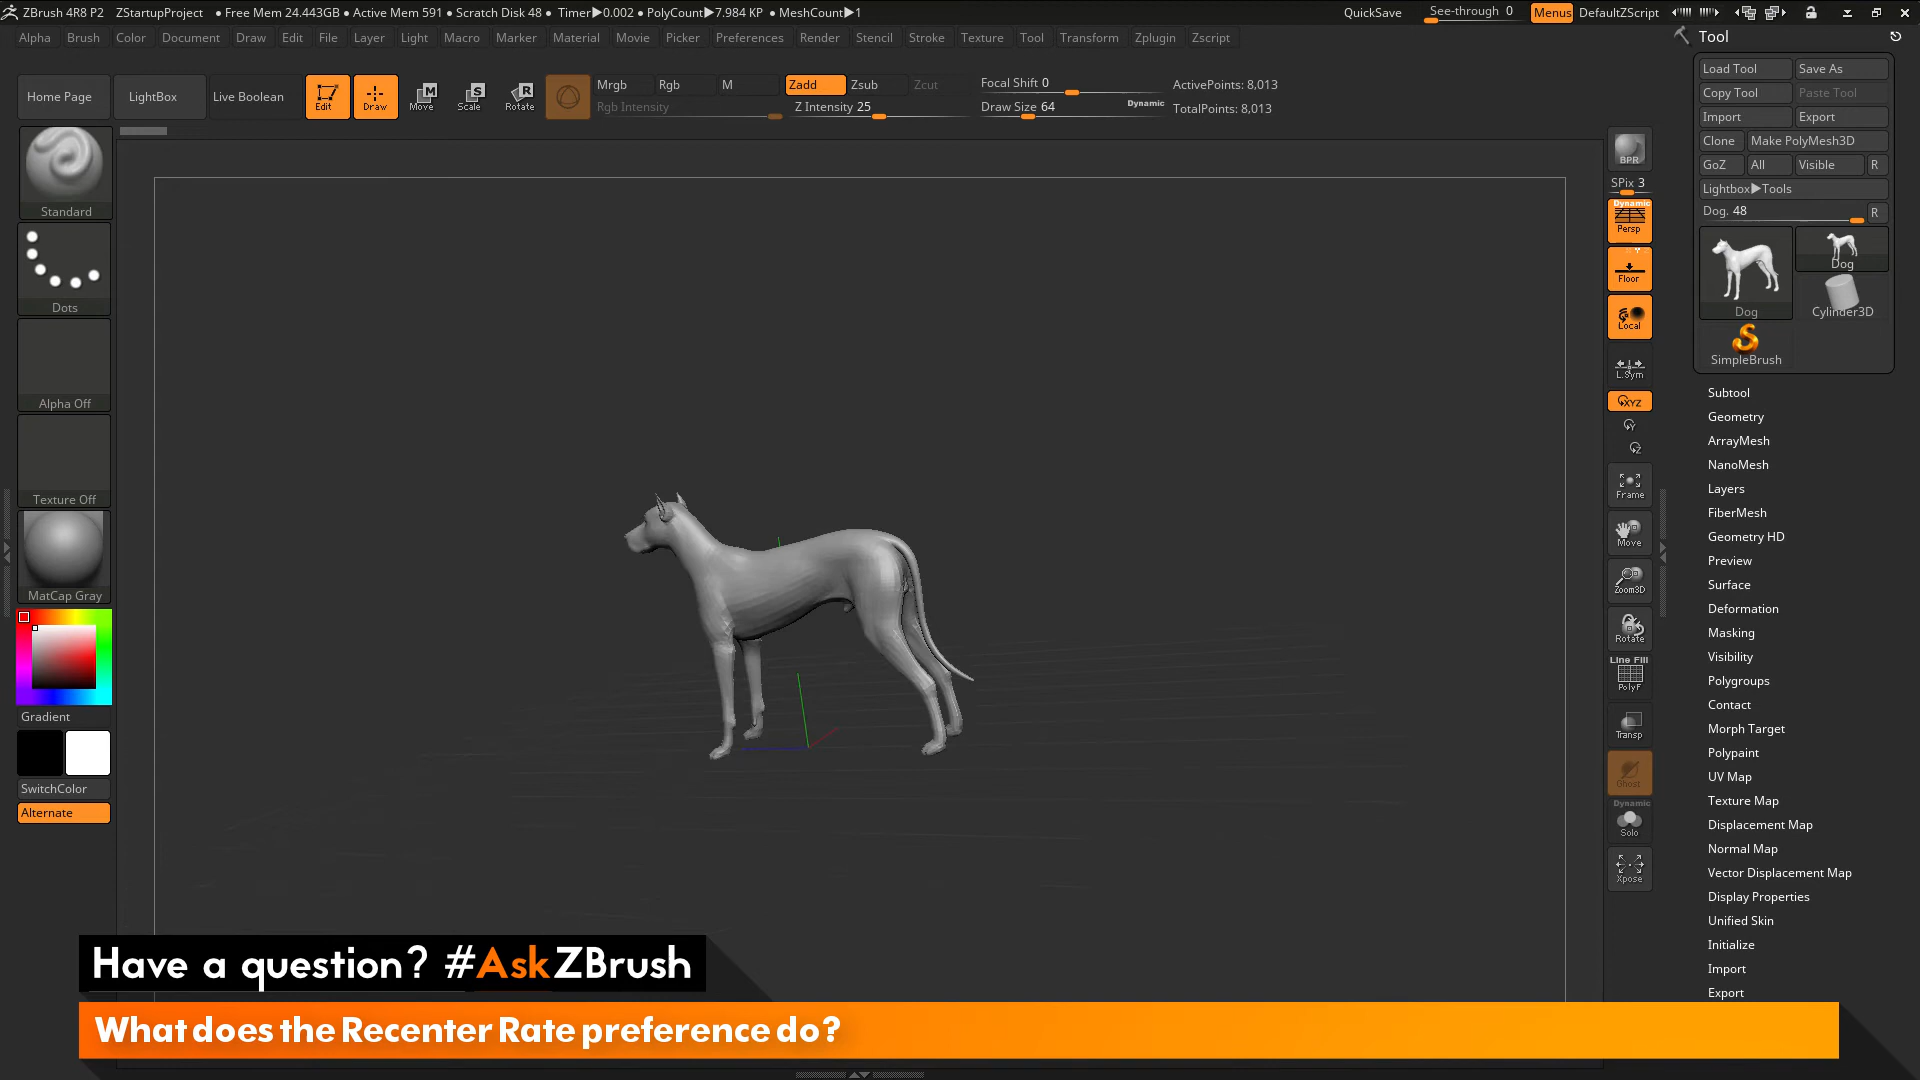 ZBrush 4R8 P2 ZStartupProject • Free Mem 24.443GB • Active Mem 591 • Scratch Disk 48 • Timer▶0.002 • PolyCount▶7.984 KP • MeshCount▶1 QuickSave See-through 0 Menus DefaultZScript
Alpha Brush Color Document Draw Edit File Layer Light Macro Marker Material Movie Picker Preferences Render Stencil Stroke Texture Tool Transform Zplugin Zscript
Tool
Load Tool Save As
Copy Tool Paste Tool
Import Export
Clone Make PolyMesh3D
GoZ All Visible R
Lightbox▶Tools
Dog. 48 R
Dog
Dog
Cylinder3D
SimpleBrush
Home Page LightBox Live Boolean Edit Draw Move Scale Rotate
M S R
Mrgb Rgb M Zadd Zsub Zcut
Rgb Intensity Z Intensity 25
Focal Shift 0
Draw Size 64 Dynamic
ActivePoints: 8,013
TotalPoints: 8,013
Standard
Dots
Alpha Off
Texture Off
MatCap Gray
Gradient
SwitchColor
Alternate
BPR
SPix 3
Dynamic
Persp
Floor
Local
L.Sym
XYZ
Y
Z
Frame
Move
Zoom3D
Rotate
Line Fill
PolyF
Transp
Ghost
Dynamic
Solo
Xpose
Subtool
Geometry
ArrayMesh
NanoMesh
Layers
FiberMesh
Geometry HD
Preview
Surface
Deformation
Masking
Visibility
Polygroups
Contact
Morph Target
Polypaint
UV Map
Texture Map
Displacement Map
Normal Map
Vector Displacement Map
Display Properties
Unified Skin
Initialize
Import
Export
Have a question? #AskZBrush
What does the Recenter Rate preference do?